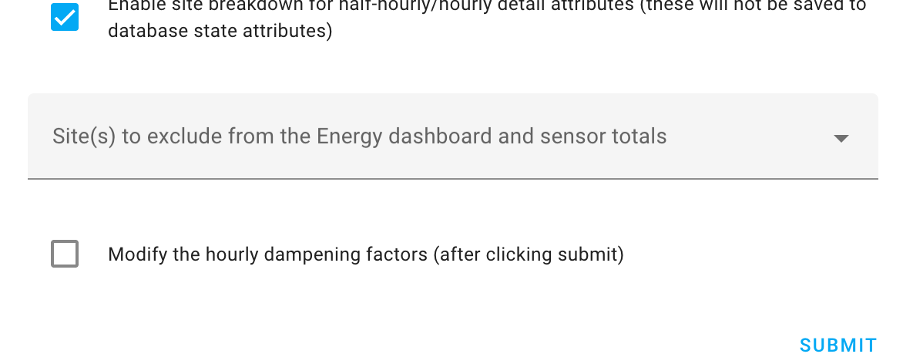 Enable site breakdown for half-hourly/hourly detail attributes (these will not be saved to
database state attributes)
Site(s) to exclude from the Energy dashboard and sensor totals
Modify the hourly dampening factors (after clicking submit)
SUBMIT